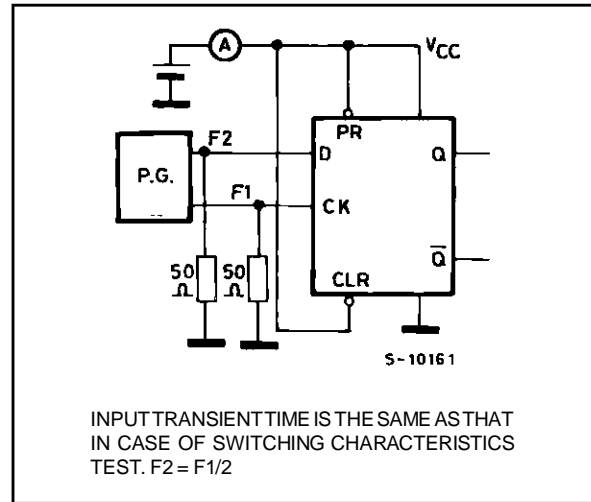 A
VCC
PR
F2
D
Q
P.G.
F1
CK
Q̅
50
Ω
50
Ω
CLR
S-10161
INPUT TRANSIENT TIME IS THE SAME AS THAT
IN CASE OF SWITCHING CHARACTERISTICS
TEST. F2 = F1/2